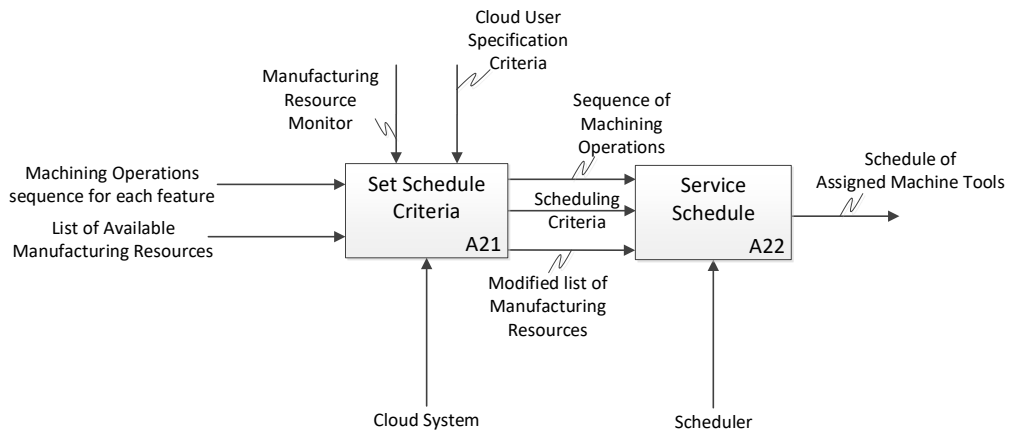 Cloud User
Specification
Criteria
Manufacturing
Resource
Monitor
Sequence of
Machining
Operations
Machining Operations
sequence for each feature
Set Schedule
Criteria
A21
Scheduling
Criteria
Service
Schedule
A22
Schedule of
Assigned Machine Tools
List of Available
Manufacturing Resources
Modified list of
Manufacturing
Resources
Cloud System
Scheduler